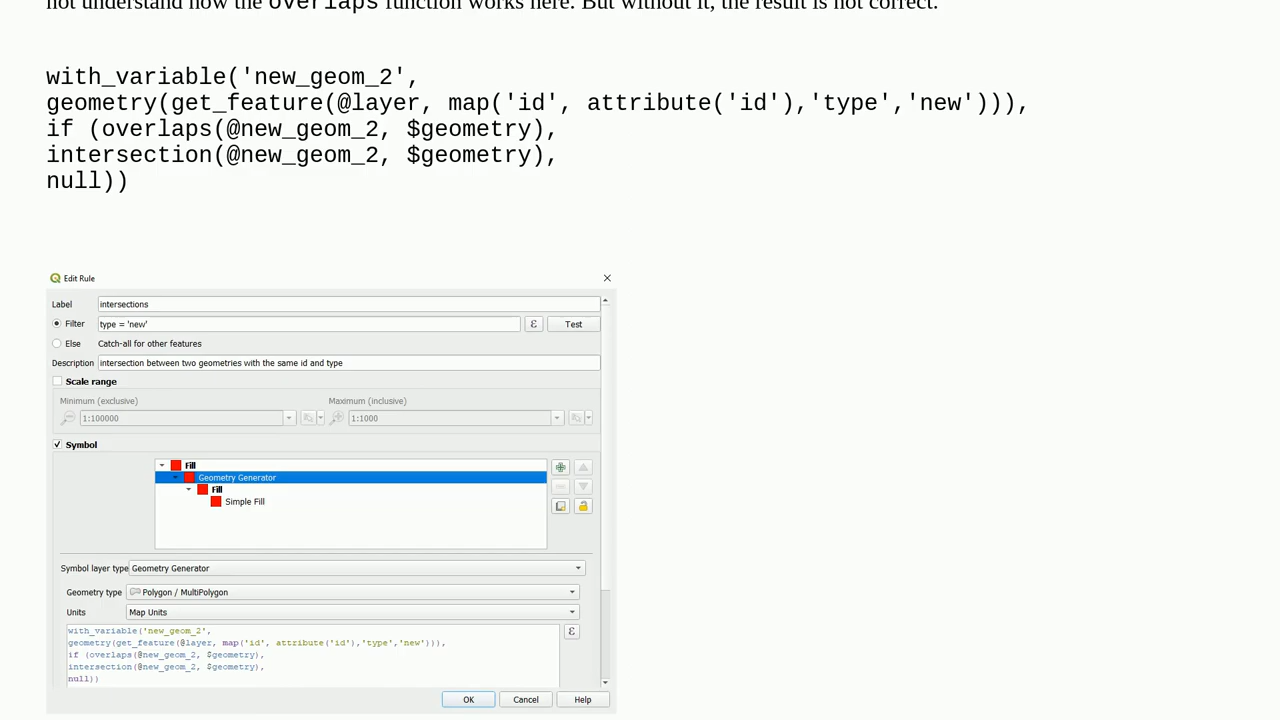 not understand how the overlaps function works here. But without it, the result is not correct.
with_variable('new_geom_2',
geometry(get_feature(@layer, map('id', attribute('id'),'type','new'))),
if (overlaps(@new_geom_2, $geometry),
intersection(@new_geom_2, $geometry),
null))
Edit Rule
Label intersections
Filter type = 'new' ε Test
Else Catch-all for other features
Description intersection between two geometries with the same id and type
Scale range
Minimum (exclusive) Maximum (inclusive)
1:100000 1:1000
Symbol
Fill
Geometry Generator
Fill
Simple Fill
Symbol layer type Geometry Generator
Geometry type Polygon / MultiPolygon
Units Map Units
with_variable('new_geom_2', ε
geometry(get_feature(@layer, map('id', attribute('id'),'type','new'))),
if (overlaps(@new_geom_2, $geometry),
intersection(@new_geom_2, $geometry),
null))
OK Cancel Help